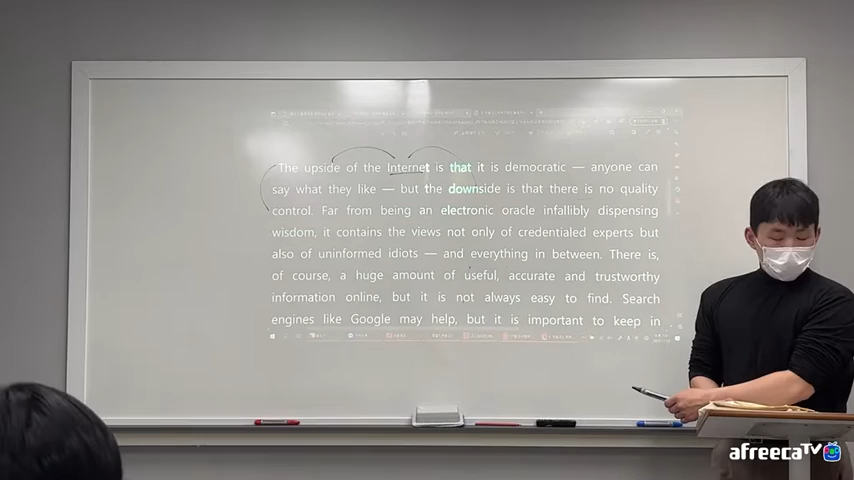 The upside of the Internet is that it is democratic — anyone can
say what they like — but the downside is that there is no quality
control. Far from being an electronic oracle infallibly dispensing
wisdom, it contains the views not only of credentialed experts but
also of uninformed idiots — and everything in between. There is,
of course, a huge amount of useful, accurate and trustworthy
information online, but it is not always easy to find. Search
engines like Google may help, but it is important to keep in
afreecaTV